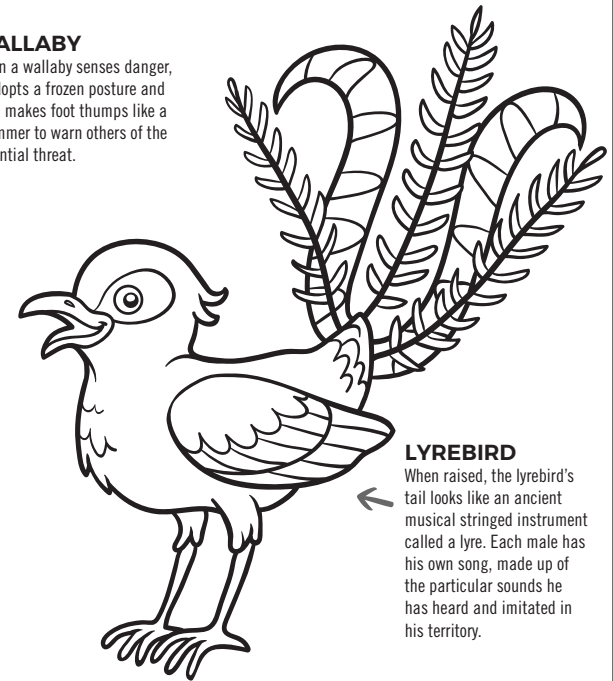 ALLABY
n a wallaby senses danger,
lopts a frozen posture and
makes foot thumps like a
nmer to warn others of the
ntial threat.
LYREBIRD
When raised, the lyrebird's
tail looks like an ancient
musical stringed instrument
called a lyre. Each male has
his own song, made up of
the particular sounds he
has heard and imitated in
his territory.